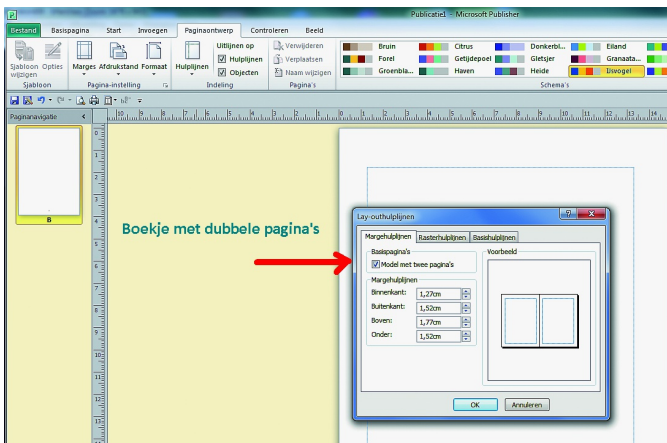 Publicatie1 - Microsoft Publisher
Bestand Basispagina Start Invoegen Paginaontwerp Controleren Beeld
Sjabloon wijzigen Opties Marges Afdrukstand Formaat Hulplijnen
Uitlijnen op
Hulplijnen
Objecten
Verwijderen
Verplaatsen
Naam wijzigen
Bruin Citrus Donkerbl... Eiland
Forel Getijdepoel Gletsjer Granaata...
Groenbla... Haven Heide IJsvogel
Sjabloon Pagina-instelling Indeling Pagina's Schema's
Paginanavigatie
B
Boekje met dubbele pagina's
Lay-outhulplijnen
Margehulplijnen Rasterhulplijnen Basishulplijnen
Basispagina's
Model met twee pagina's
Margehulplijnen
Binnenkant: 1,27cm
Buitenkant: 1,52cm
Boven: 1,77cm
Onder: 1,52cm
Voorbeeld
OK Annuleren